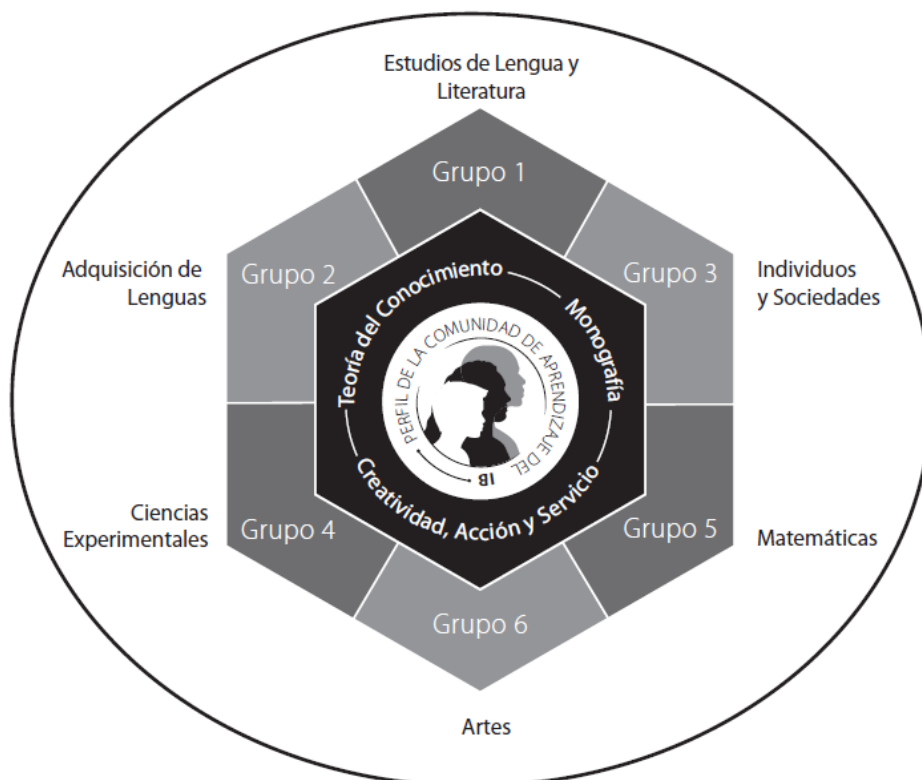 Estudios de Lengua y
Literatura
Grupo 1
Adquisición de
Lenguas
Grupo 2
Grupo 3
Individuos
y Sociedades
Teoría del Conocimiento
Monografía
PERFIL DE LA COMUNIDAD DE APRENDIZAJE DEL
IB
Creatividad, Acción y Servicio
Ciencias
Experimentales
Grupo 4
Grupo 5
Matemáticas
Grupo 6
Artes